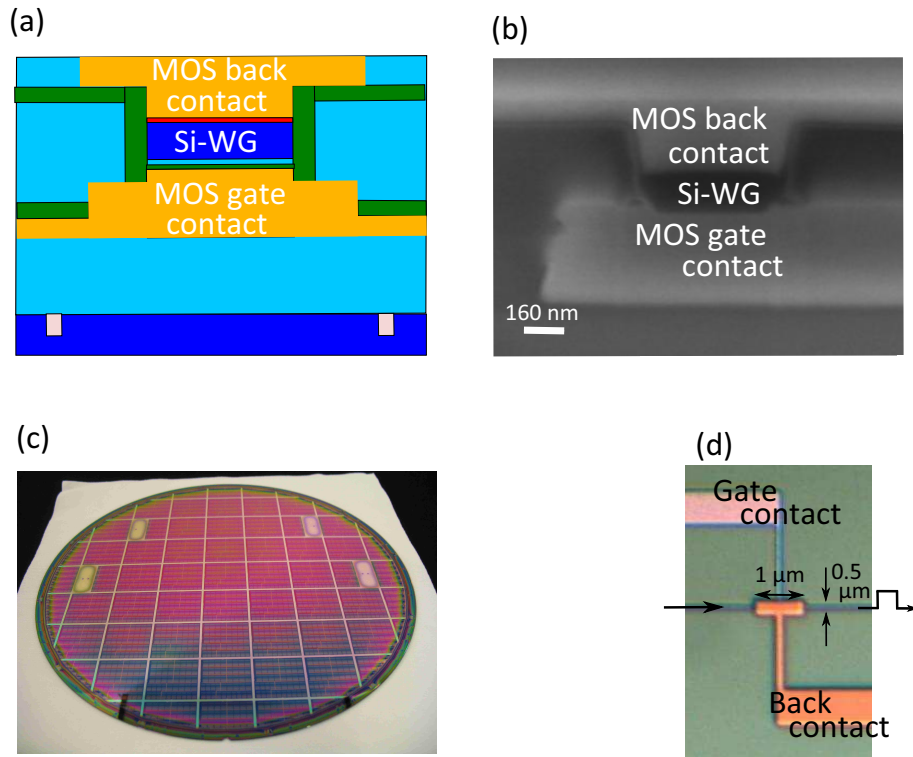 (a)
MOS back
contact
Si-WG
MOS gate
contact
(b)
MOS back
contact
Si-WG
MOS gate
contact
160 nm
(c)
(d)
Gate
contact
1 μm
0.5
μm
Back
contact